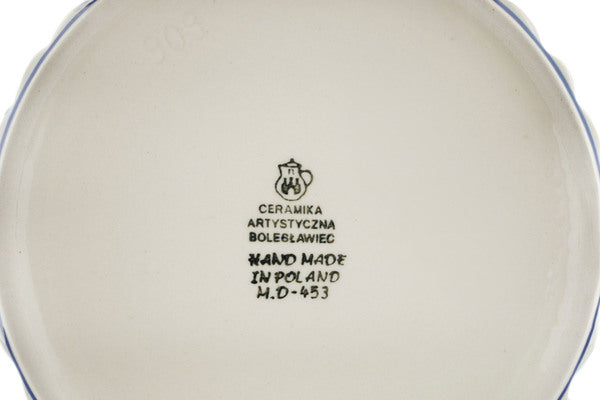 CERAMIKA
ARTYSTYCZNA
BOLESŁAWIEC
HAND MADE
IN POLAND
M.D-453